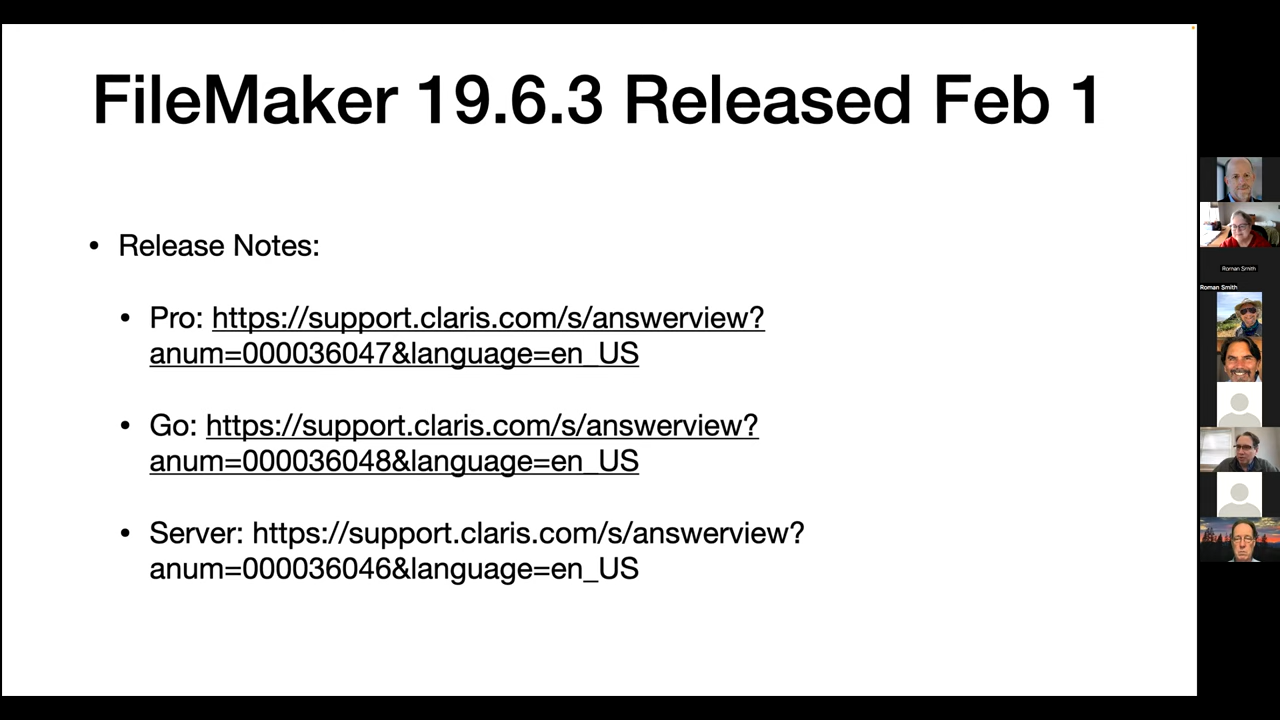 FileMaker 19.6.3 Released Feb 1
• Release Notes:
• Pro: https://support.claris.com/s/answerview?
anum=000036047&language=en_US
• Go: https://support.claris.com/s/answerview?
anum=000036048&language=en_US
• Server: https://support.claris.com/s/answerview?
anum=000036046&language=en_US
Roman Smith
Roman Smith